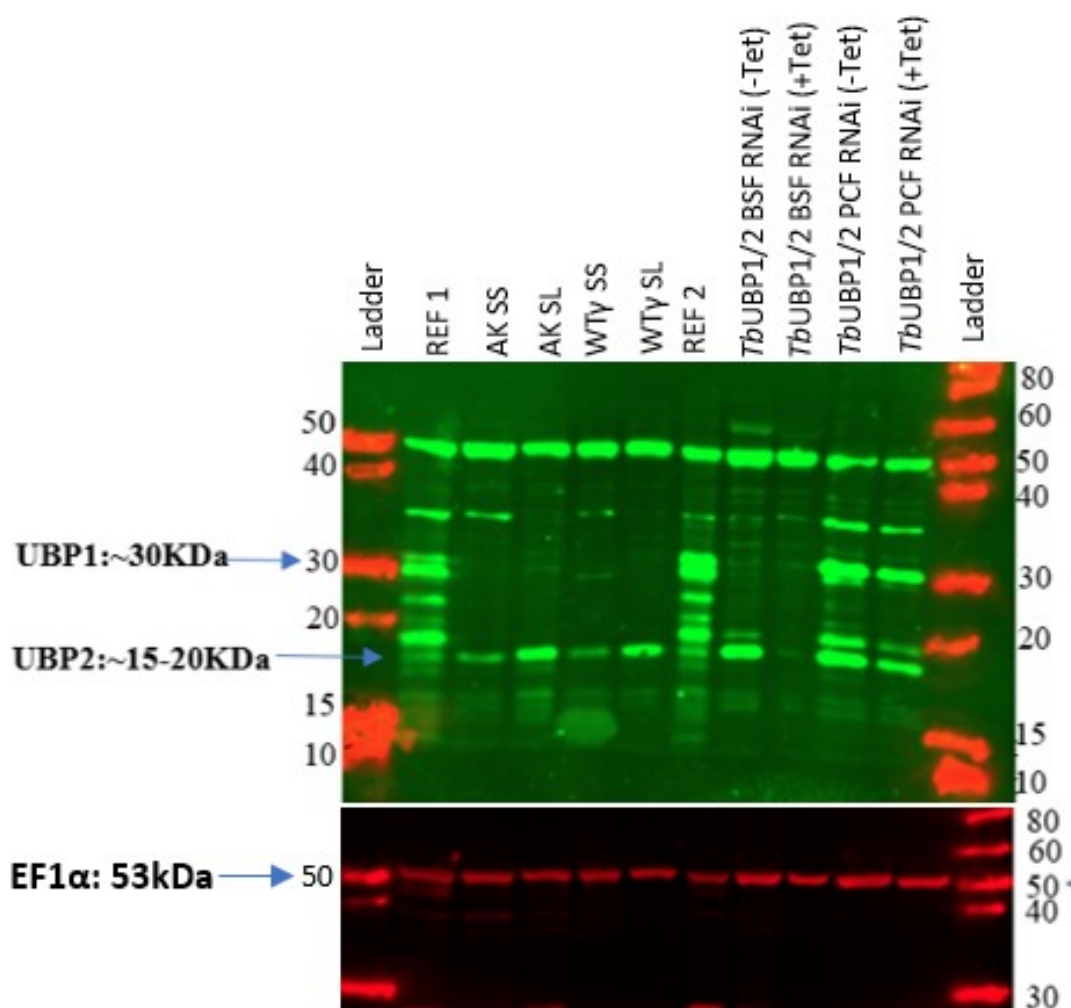 Ladder
REF 1
AK SS
AK SL
WTγ SS
WTγ SL
REF 2
TbUBP1/2 BSF RNAi (-Tet)
TbUBP1/2 BSF RNAi (+Tet)
TbUBP1/2 PCF RNAi (-Tet)
TbUBP1/2 PCF RNAi (+Tet)
Ladder
50
40
UBP1:~30KDa
30
20
UBP2:~15-20KDa
15
10
80
60
50
40
30
20
15
10
EF1α: 53kDa
50
80
60
50
40
30